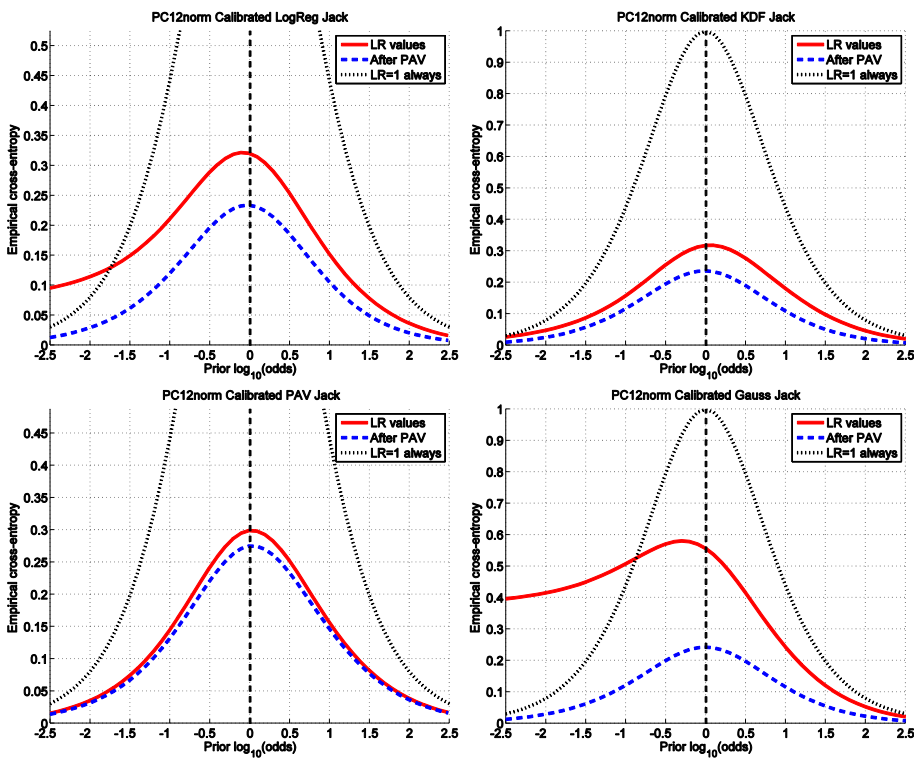 PC12norm Calibrated LogReg Jack
0.5
0.45
0.4
0.35
0.3
0.25
0.2
0.15
0.1
0.05
0
Empirical cross-entropy
LR values
After PAV
LR=1 always
-2.5 -2 -1.5 -1 -0.5 0 0.5 1 1.5 2 2.5
Prior log10(odds)
PC12norm Calibrated KDF Jack
1
0.9
0.8
0.7
0.6
0.5
0.4
0.3
0.2
0.1
0
Empirical cross-entropy
LR values
After PAV
LR=1 always
-2.5 -2 -1.5 -1 -0.5 0 0.5 1 1.5 2 2.5
Prior log10(odds)
PC12norm Calibrated PAV Jack
0.45
0.4
0.35
0.3
0.25
0.2
0.15
0.1
0.05
0
Empirical cross-entropy
LR values
After PAV
LR=1 always
-2.5 -2 -1.5 -1 -0.5 0 0.5 1 1.5 2 2.5
Prior log10(odds)
PC12norm Calibrated Gauss Jack
1
0.9
0.8
0.7
0.6
0.5
0.4
0.3
0.2
0.1
0
Empirical cross-entropy
LR values
After PAV
LR=1 always
-2.5 -2 -1.5 -1 -0.5 0 0.5 1 1.5 2 2.5
Prior log10(odds)